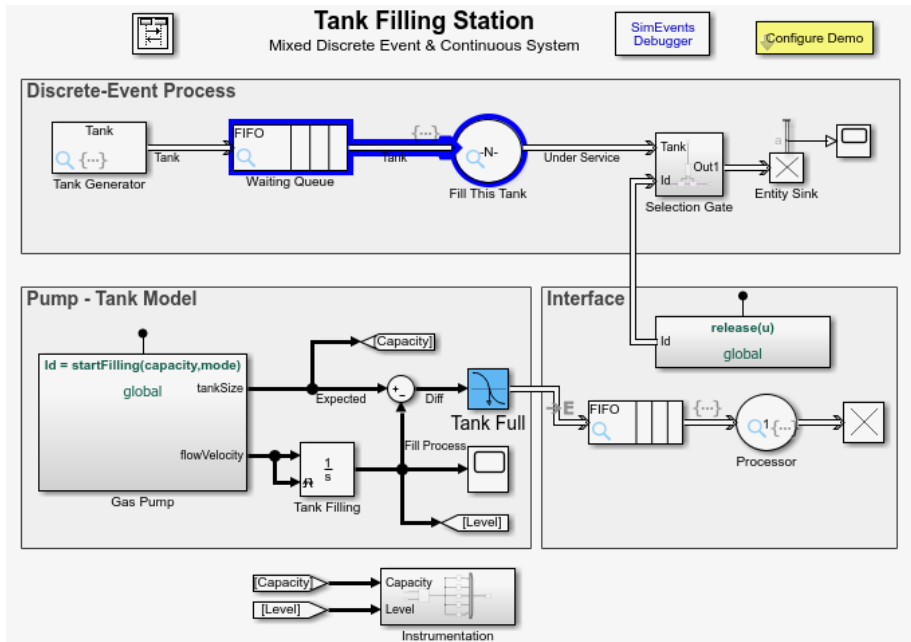 Tank Filling Station
Mixed Discrete Event & Continuous System
SimEvents
Debugger
Configure Demo
Discrete-Event Process
Tank
{...}
Tank Generator
Tank
FIFO
Waiting Queue
{...}
Tank
-N-
Fill This Tank
Under Service
Tank
Id
Out1
Selection Gate
a
Entity Sink
Pump - Tank Model
Id = startFilling(capacity,mode)
global
tankSize
flowVelocity
Gas Pump
[Capacity]
Expected
+
-
Diff
Tank Full
Fill Process
1
s
Tank Filling
[Level]
Interface
release(u)
Id
global
E
FIFO
{...}
1
{...}
Processor
[Capacity]
[Level]
Capacity
Level
Instrumentation